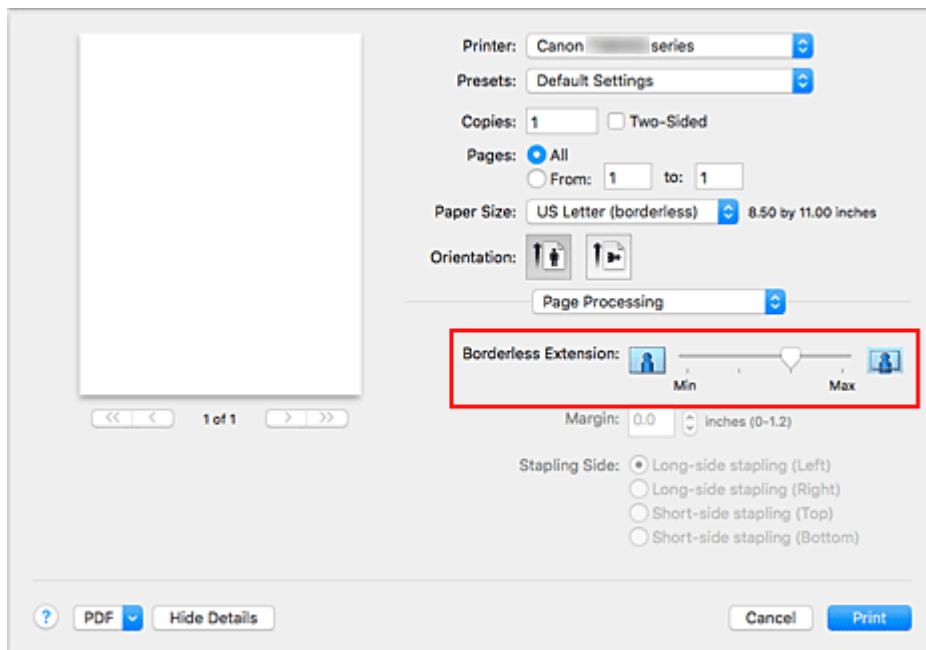 Printer: Canon series
Presets: Default Settings
Copies: 1 Two-Sided
Pages: All
From: 1 to: 1
Paper Size: US Letter (borderless) 8.50 by 11.00 inches
Orientation:
Page Processing
Borderless Extension:
Min Max
<< < 1 of 1 > >>
Margin: 0.0 inches (0-1.2)
Stapling Side: Long-side stapling (Left)
Long-side stapling (Right)
Short-side stapling (Top)
Short-side stapling (Bottom)
? PDF Hide Details Cancel Print